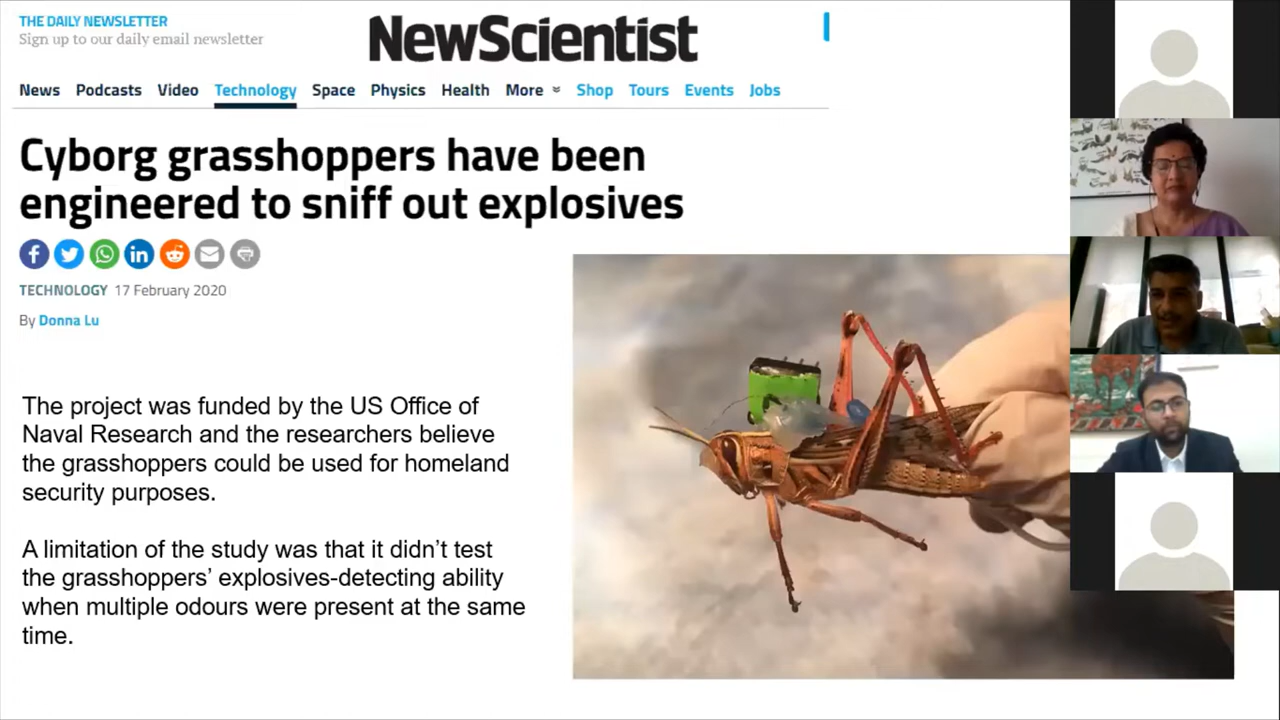 THE DAILY NEWSLETTER
Sign up to our daily email newsletter
NewScientist
News Podcasts Video Technology Space Physics Health More Shop Tours Events Jobs
Cyborg grasshoppers have been
engineered to sniff out explosives
TECHNOLOGY 17 February 2020
By Donna Lu
The project was funded by the US Office of
Naval Research and the researchers believe
the grasshoppers could be used for homeland
security purposes.
A limitation of the study was that it didn't test
the grasshoppers' explosives-detecting ability
when multiple odours were present at the same
time.